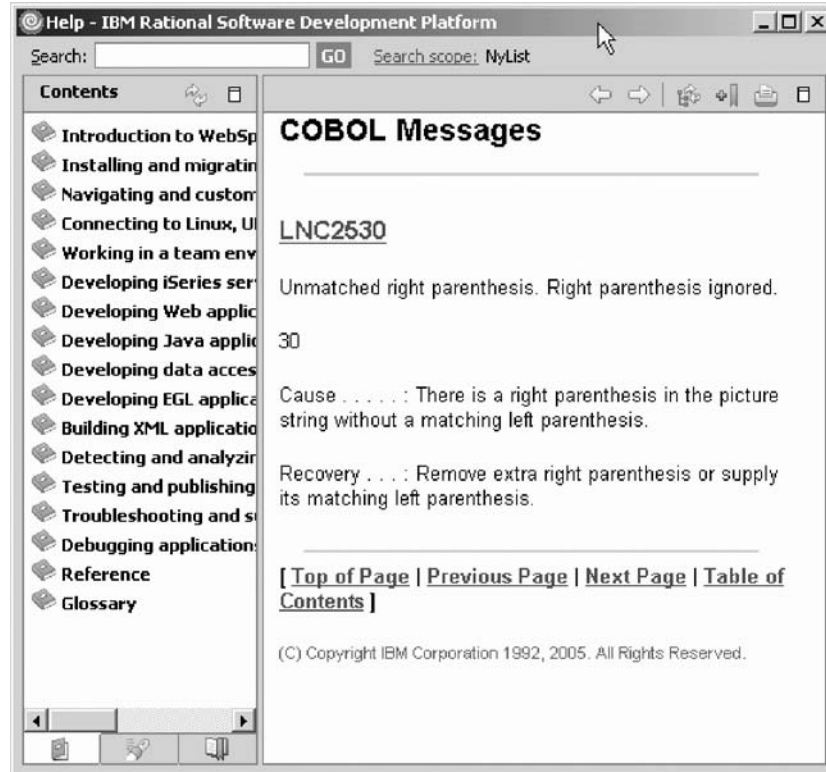 Help - IBM Rational Software Development Platform
Search:
GO
Search scope: NyList
Contents
Introduction to WebSp
Installing and migratin
Navigating and custom
Connecting to Linux, UI
Working in a team env
Developing iSeries ser
Developing Web applic
Developing Java applic
Developing data acces
Developing EGL applica
Building XML applicatio
Detecting and analyzin
Testing and publishing
Troubleshooting and su
Debugging applications
Reference
Glossary
COBOL Messages
LNC2530
Unmatched right parenthesis. Right parenthesis ignored.
30
Cause . . . . . : There is a right parenthesis in the picture
string without a matching left parenthesis.
Recovery . . . : Remove extra right parenthesis or supply
its matching left parenthesis.
[ Top of Page | Previous Page | Next Page | Table of
Contents ]
(C) Copyright IBM Corporation 1992, 2005. All Rights Reserved.